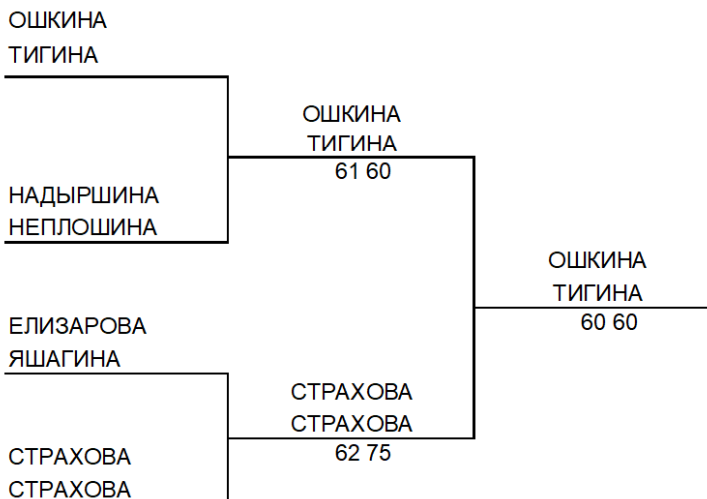 ОШКИНА
ТИГИНА
ОШКИНА
ТИГИНА
61 60
НАДЫРШИНА
НЕПЛОШИНА
ОШКИНА
ТИГИНА
60 60
ЕЛИЗАРОВА
ЯШАГИНА
СТРАХОВА
СТРАХОВА
62 75
СТРАХОВА
СТРАХОВА